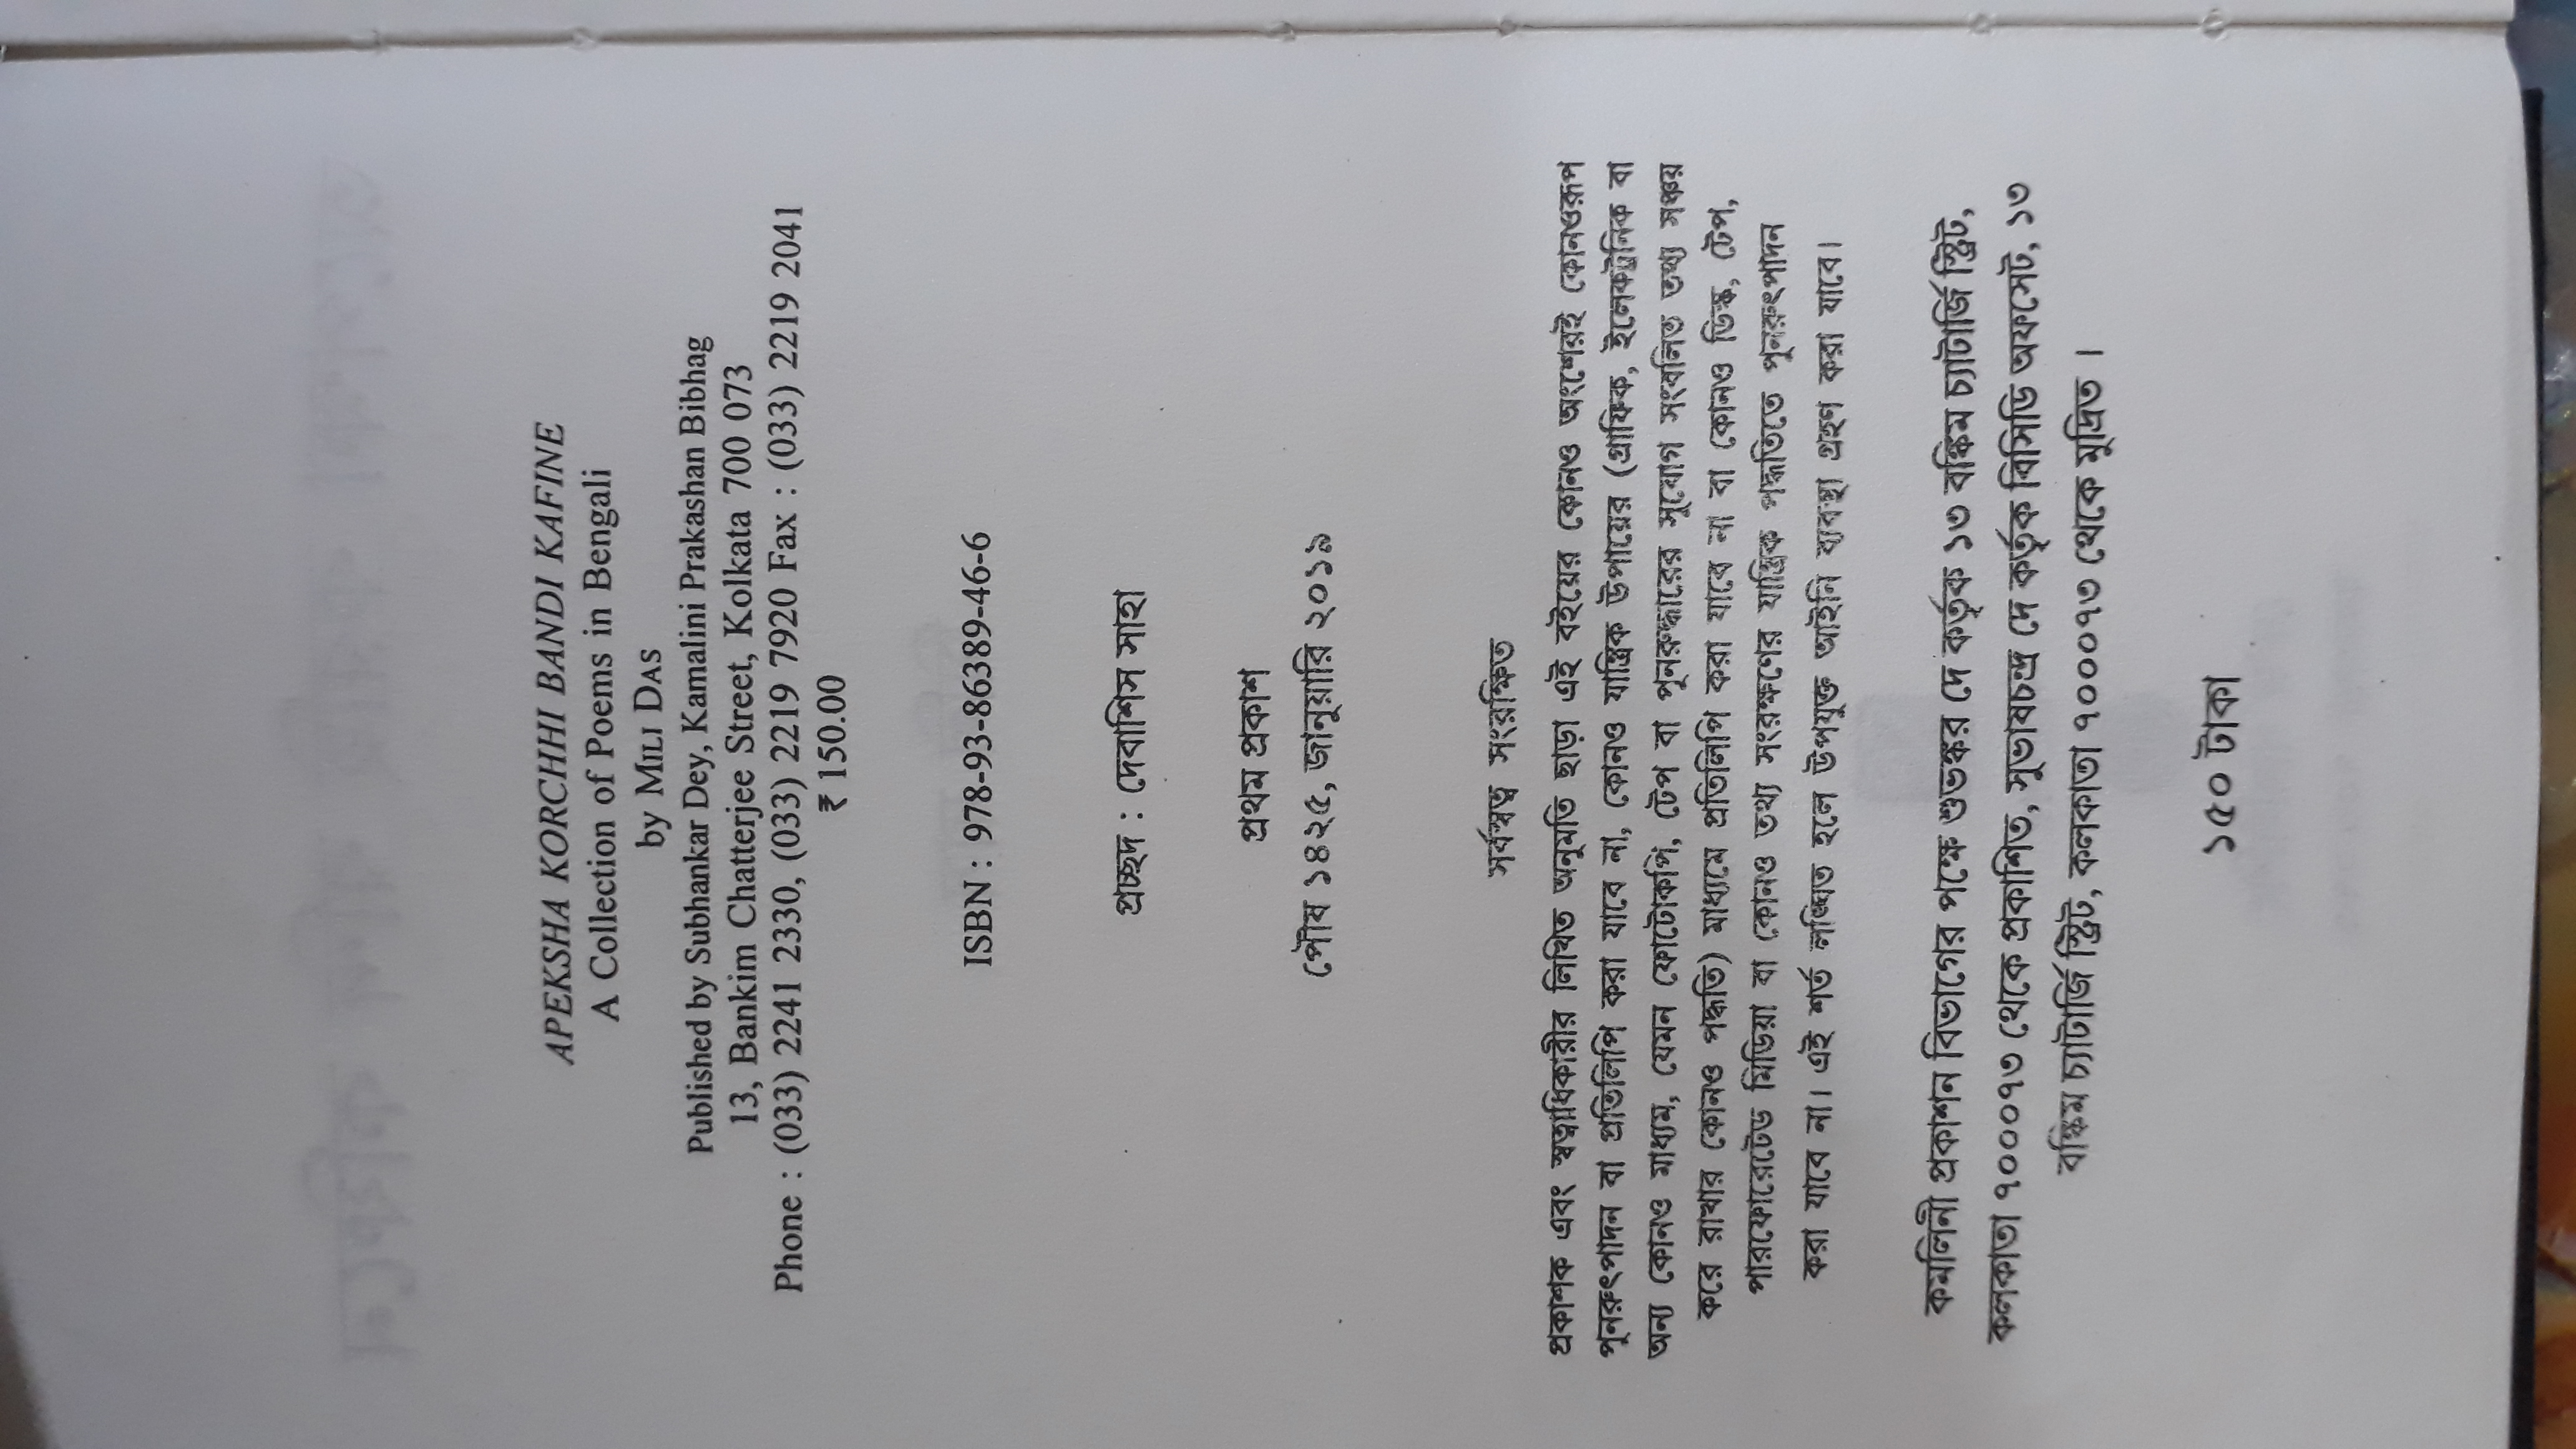 APEKSHA KORCHHI BANDI KAFINE
A Collection of Poems in Bengali
by MILI DAS
Published by Subhankar Dey, Kamalini Prakashan Bibhag
13, Bankim Chatterjee Street, Kolkata 700 073
Phone : (033) 2241 2330, (033) 2219 7920 Fax : (033) 2219 2041
₹ 150.00
ISBN : 978-93-86389-46-6
প্রচ্ছদ : দেবাশিস সাহা
প্রথম প্রকাশ
পৌষ ১৪২৫, জানুয়ারি ২০১৯
সর্বস্বত্ব সংরক্ষিত
প্রকাশক এবং স্বত্বাধিকারীর লিখিত অনুমতি ছাড়া এই বইয়ের কোনও অংশেরই কোনওরূপ
পুনরুৎপাদন বা প্রতিলিপি করা যাবে না, কোনও যান্ত্রিক উপায়ের (গ্রাফিক, ইলেকট্রনিক বা
অন্য কোনও মাধ্যম, যেমন ফোটোকপি, টেপ বা পুনরুদ্ধারের সুযোগ সংবলিত তথ্য সঞ্চয়
করে রাখার কোনও পদ্ধতি) মাধ্যমে প্রতিলিপি করা যাবে না বা কোনও ডিস্ক, টেপ,
পারফোরেটেড মিডিয়া বা কোনও তথ্য সংরক্ষণের যান্ত্রিক পদ্ধতিতে পুনরুৎপাদন
করা যাবে না। এই শর্ত লঙ্ঘিত হলে উপযুক্ত আইনি ব্যবস্থা গ্রহণ করা যাবে।
কমলিনী প্রকাশন বিভাগের পক্ষে শুভঙ্কর দে কর্তৃক ১৩ বঙ্কিম চ্যাটার্জি স্ট্রিট,
কলকাতা ৭০০০৭৩ থেকে প্রকাশিত, সুভাষচন্দ্র দে কর্তৃক বিসিডি অফসেট, ১৩
বঙ্কিম চ্যাটার্জি স্ট্রিট, কলকাতা ৭০০০৭৩ থেকে মুদ্রিত ।
১৫০ টাকা